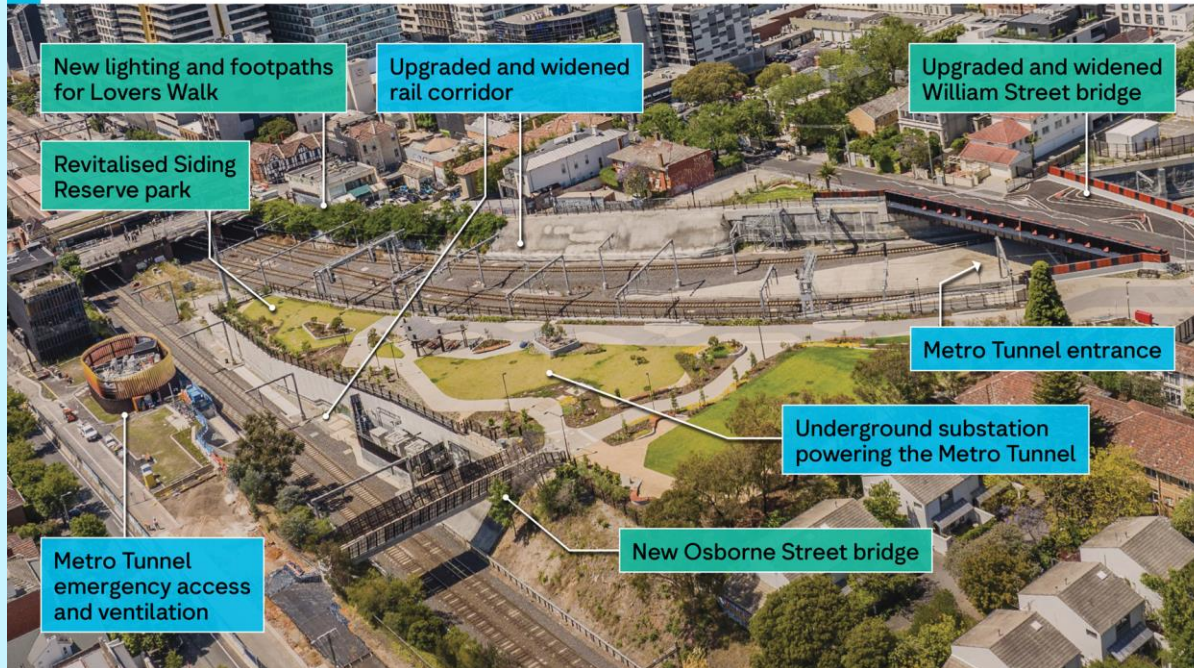 New lighting and footpaths
for Lovers Walk
Upgraded and widened
rail corridor
Upgraded and widened
William Street bridge
Revitalised Siding
Reserve park
Metro Tunnel entrance
Underground substation
powering the Metro Tunnel
New Osborne Street bridge
Metro Tunnel
emergency access
and ventilation